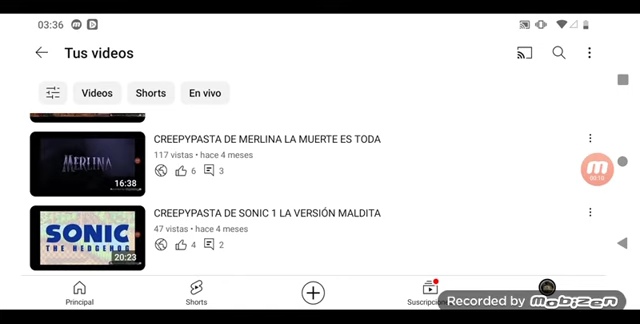 03:36
Tus videos
Videos
Shorts
En vivo
MERLINA
16:38
CREEPYPASTA DE MERLINA LA MUERTE ES TODA
117 vistas • hace 4 meses
6
3
SONIC
THE HEDGEHOG
20:23
CREEPYPASTA DE SONIC 1 LA VERSIÓN MALDITA
47 vistas • hace 4 meses
4
2
Principal
Shorts
Suscripcione
Recorded by mobizen